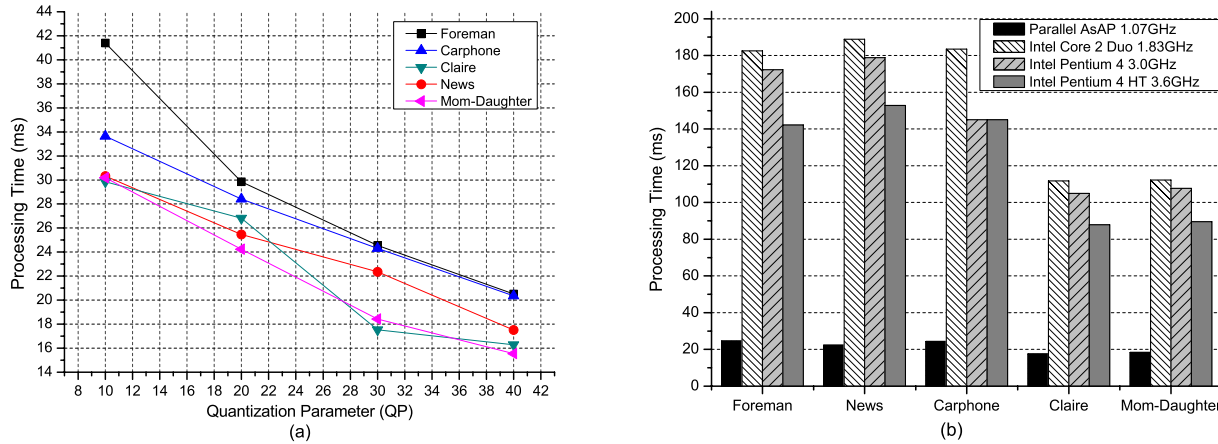 44
42
40
38
36
34
32
30
28
26
24
22
20
18
16
14
Processing Time (ms)
Foreman
Carphone
Claire
News
Mom-Daughter
8 10 12 14 16 18 20 22 24 26 28 30 32 34 36 38 40 42
Quantization Parameter (QP)
(a)
200
180
160
140
120
100
80
60
40
20
0
Processing Time (ms)
Parallel AsAP 1.07GHz
Intel Core 2 Duo 1.83GHz
Intel Pentium 4 3.0GHz
Intel Pentium 4 HT 3.6GHz
Foreman News Carphone Claire Mom-Daughter
(b)